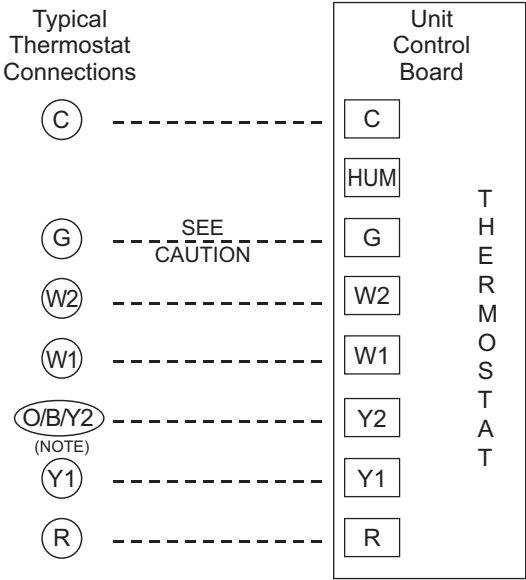 Typical
Thermostat
Connections
Unit
Control
Board
C
C
HUM
G
SEE
CAUTION
G
W2
W2
W1
W1
O/B/Y2
(NOTE)
Y2
Y1
Y1
R
R
THERMOSTAT